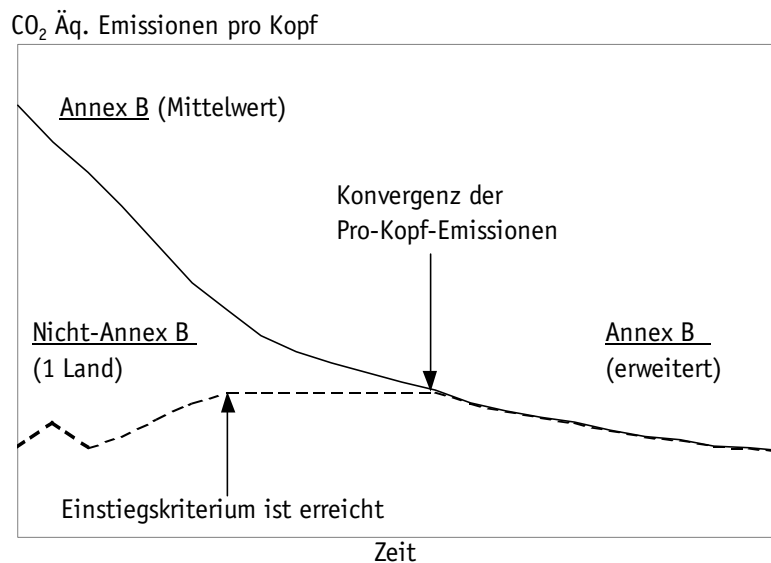 CO₂ Äq. Emissionen pro Kopf
Annex B (Mittelwert)
Konvergenz der
Pro-Kopf-Emissionen
Nicht-Annex B
(1 Land)
Annex B
(erweitert)
Einstiegskriterium ist erreicht
Zeit